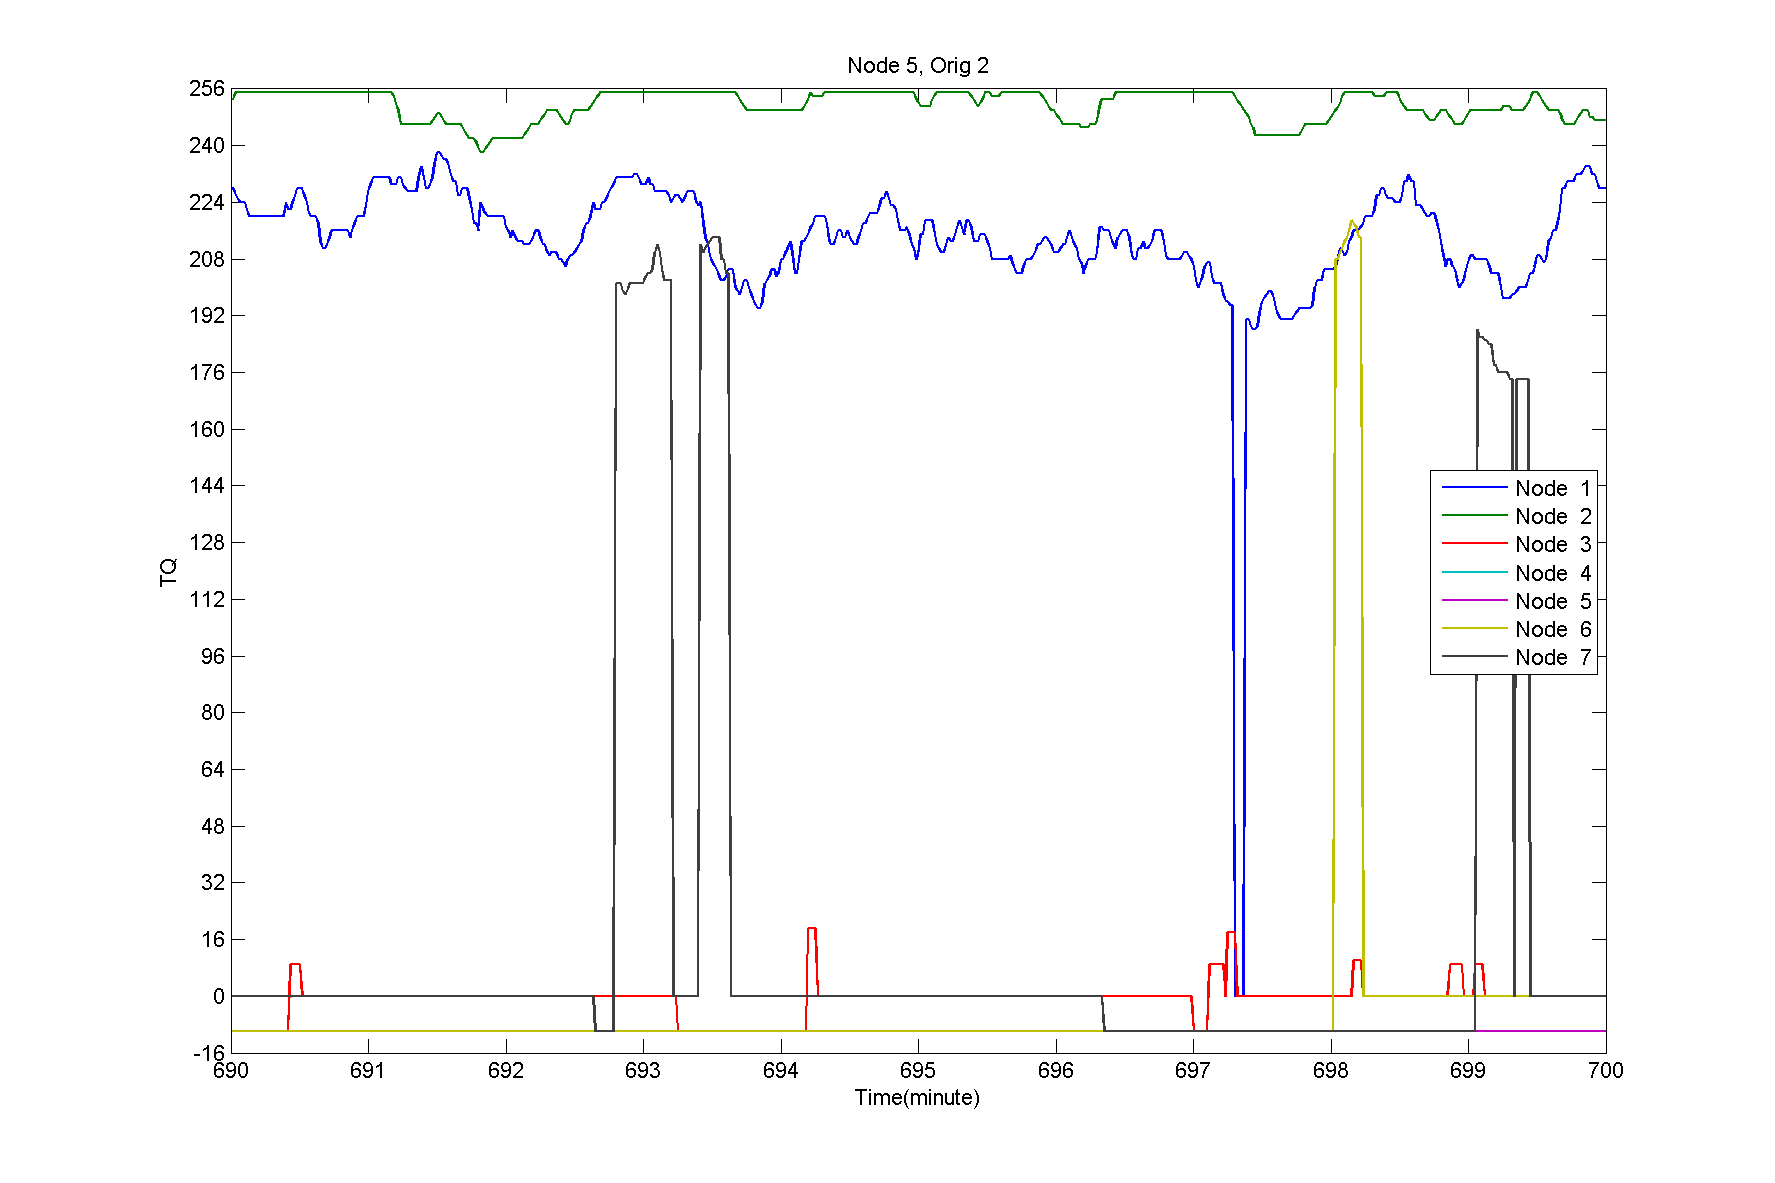 Node 5, Orig 2
256
240
224
208
192
176
160
144
128
112
96
80
64
48
32
16
0
-16
TQ
Node 1
Node 2
Node 3
Node 4
Node 5
Node 6
Node 7
690 691 692 693 694 695 696 697 698 699 700
Time(minute)